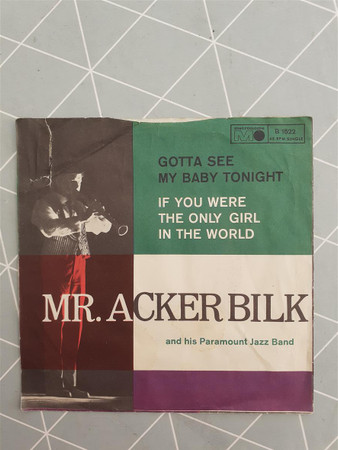 B 1622
GOTTA SEE
MY BABY TONIGHT
IF YOU WERE
THE ONLY GIRL
IN THE WORLD
MR. ACKER BILK
and his Paramount Jazz Band